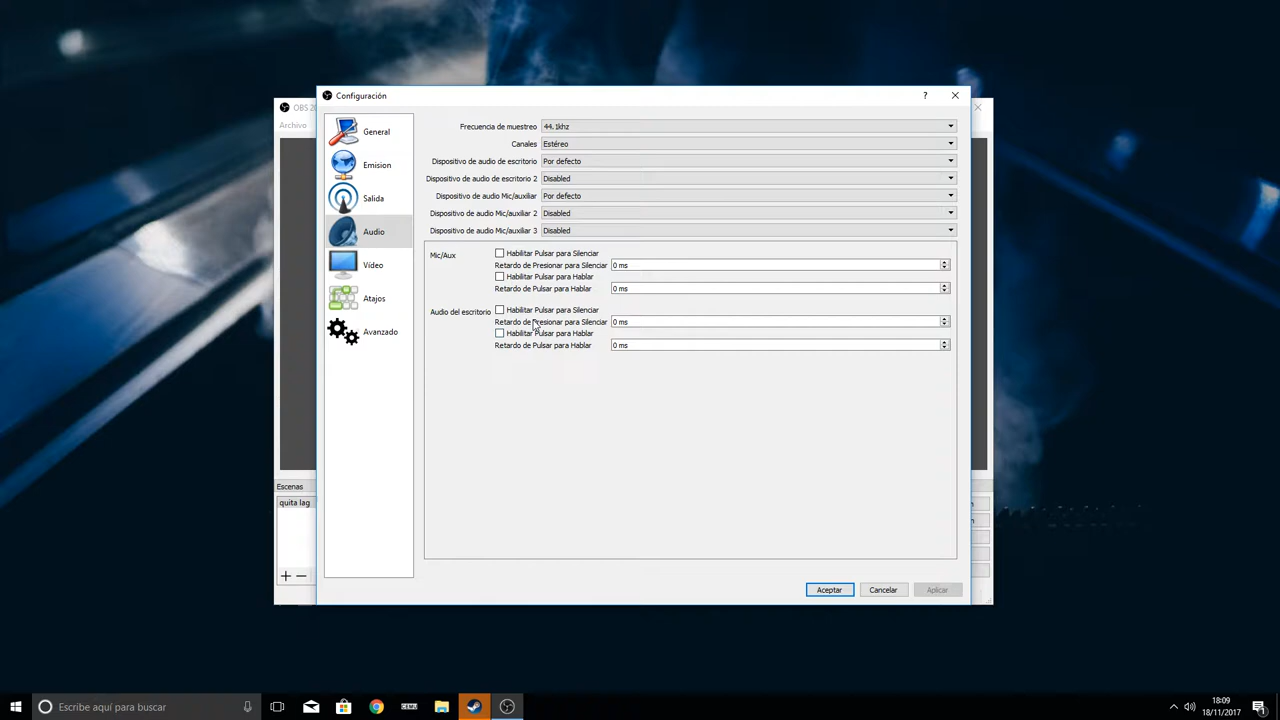 Configuración
OBS 20
Archivo
General
Emision
Salida
Audio
Vídeo
Atajos
Avanzado
Frecuencia de muestreo 44.1khz
Canales Estéreo
Dispositivo de audio de escritorio Por defecto
Dispositivo de audio de escritorio 2 Disabled
Dispositivo de audio Mic/auxiliar Por defecto
Dispositivo de audio Mic/auxiliar 2 Disabled
Dispositivo de audio Mic/auxiliar 3 Disabled
Mic/Aux Habilitar Pulsar para Silenciar
Retardo de Presionar para Silenciar 0 ms
Habilitar Pulsar para Hablar
Retardo de Pulsar para Hablar 0 ms
Audio del escritorio Habilitar Pulsar para Silenciar
Retardo de Presionar para Silenciar 0 ms
Habilitar Pulsar para Hablar
Retardo de Pulsar para Hablar 0 ms
Escenas
quita lag
Aceptar Cancelar Aplicar
Escribe aquí para buscar
CEMU
18:09
18/11/2017
1